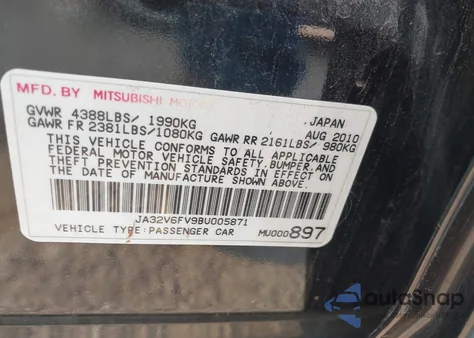 MFD. BY MITSUBISHI MOTORS JAPAN
GVWR 4388LBS/ 1990KG AUG 2010
GAWR FR 2381LBS/1080KG GAWR RR 2161LBS/ 980KG
THIS VEHICLE CONFORMS TO ALL APPLICABLE
FEDERAL MOTOR VEHICLE SAFETY, BUMPER, AND
THEFT PREVENTION STANDARDS IN EFFECT ON
THE DATE OF MANUFACTURE SHOWN ABOVE.
JA32V6FV9BU005871
VEHICLE TYPE:PASSENGER CAR MU000897
autoSnap